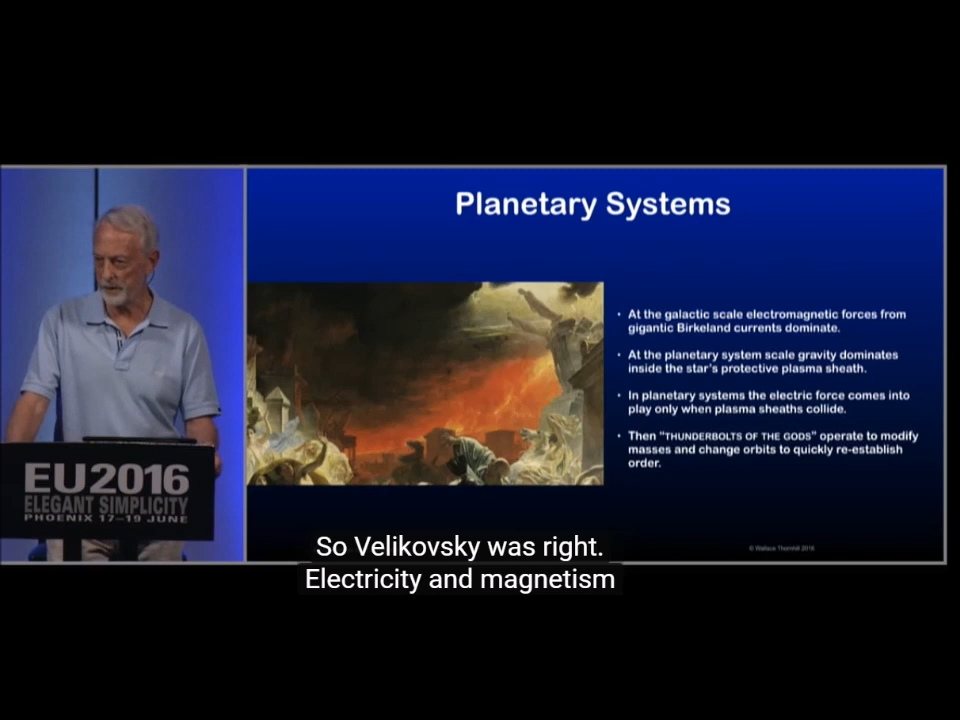 Planetary Systems
• At the galactic scale electromagnetic forces from
gigantic Birkeland currents dominate.
• At the planetary system scale gravity dominates
inside the star's protective plasma sheath.
• In planetary systems the electric force comes into
play only when plasma sheaths collide.
• Then "THUNDERBOLTS OF THE GODS" operate to modify
masses and change orbits to quickly re-establish
order.
© Wallace Thornhill 2016
EU2016
ELEGANT SIMPLICITY
PHOENIX 17–19 JUNE
So Velikovsky was right.
Electricity and magnetism